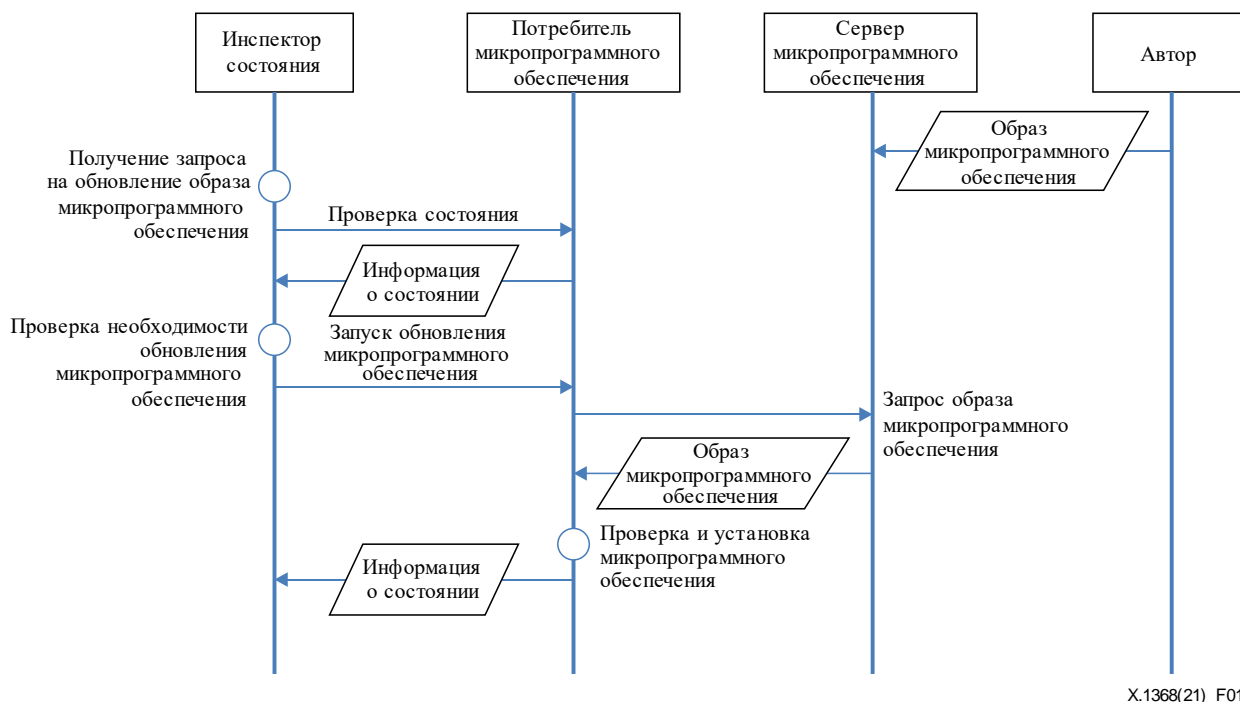 Инспектор
состояния
Потребитель
микропрограммного
обеспечения
Сервер
микропрограммного
обеспечения
Автор
Образ
микропрограммного
обеспечения
Получение запроса
на обновление образа
микропрограммного
обеспечения
Проверка состояния
Информация
о состоянии
Проверка необходимости
обновления
микропрограммного
обеспечения
Запуск обновления
микропрограммного
обеспечения
Запрос образа
микропрограммного
обеспечения
Образ
микропрограммного
обеспечения
Проверка и установка
микропрограммного
обеспечения
Информация
о состоянии
X.1368(21)_F01